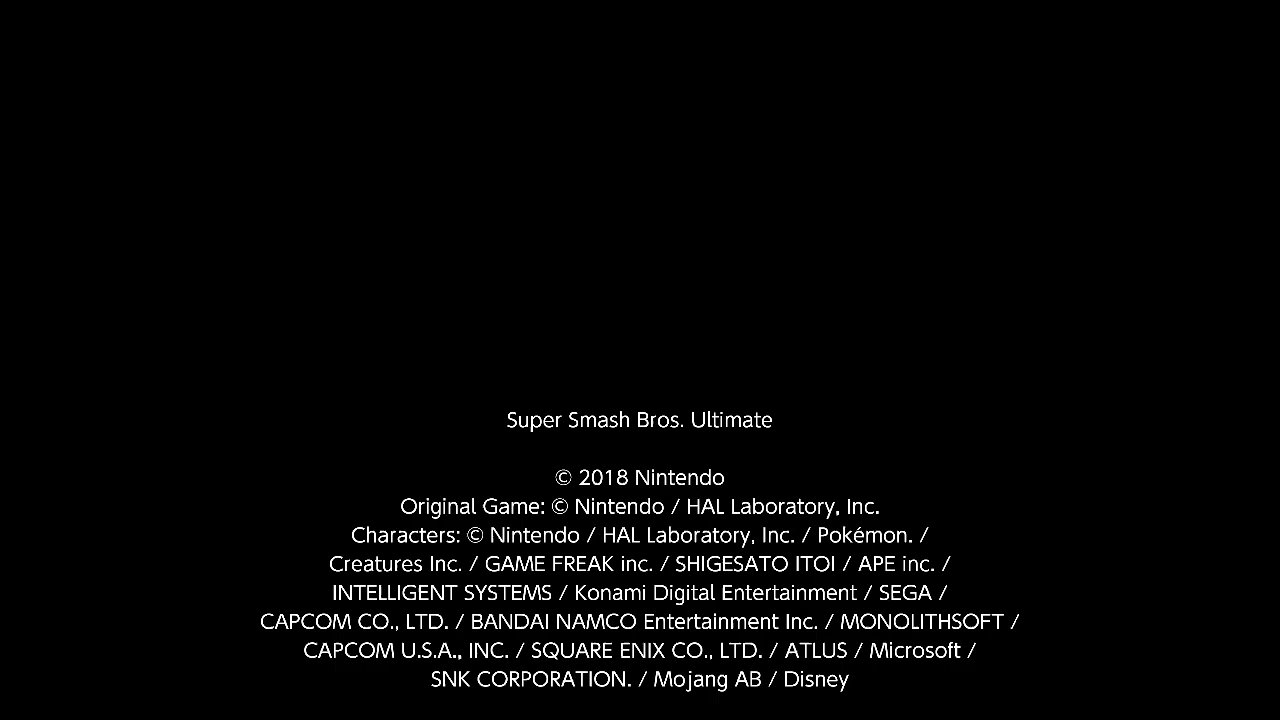 Super Smash Bros. Ultimate
© 2018 Nintendo
Original Game: © Nintendo / HAL Laboratory, Inc.
Characters: © Nintendo / HAL Laboratory, Inc. / Pokémon. /
Creatures Inc. / GAME FREAK inc. / SHIGESATO ITOI / APE inc. /
INTELLIGENT SYSTEMS / Konami Digital Entertainment / SEGA /
CAPCOM CO., LTD. / BANDAI NAMCO Entertainment Inc. / MONOLITHSOFT /
CAPCOM U.S.A., INC. / SQUARE ENIX CO., LTD. / ATLUS / Microsoft /
SNK CORPORATION. / Mojang AB / Disney